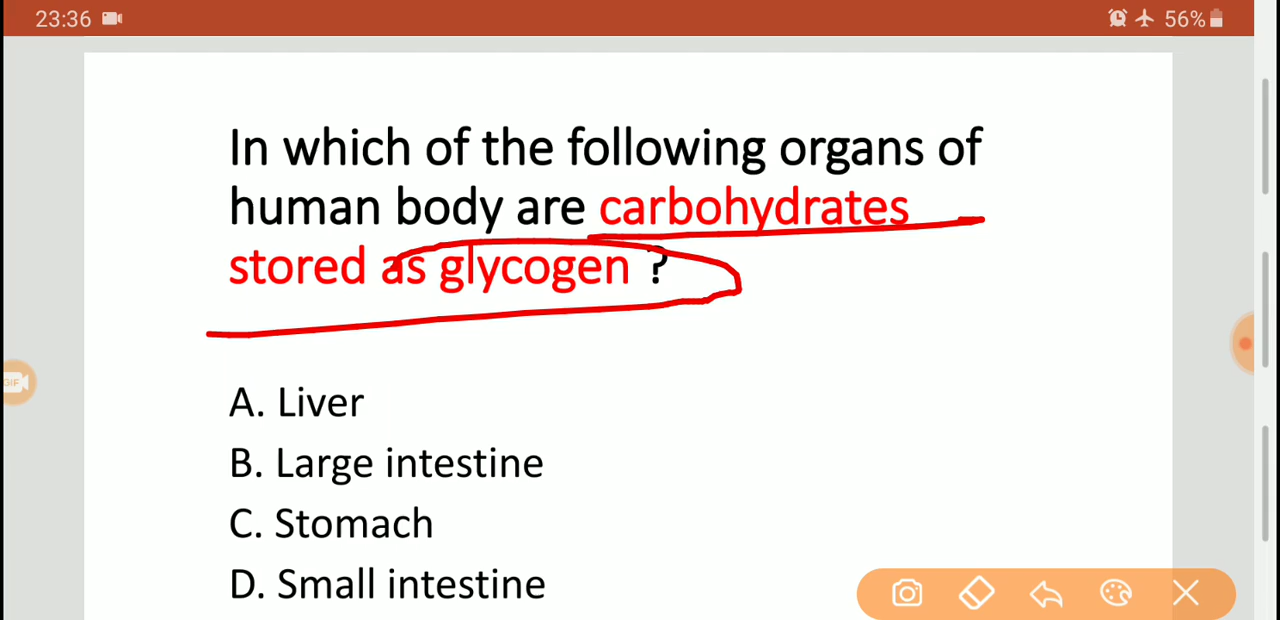 23:36
56%
In which of the following organs of
human body are carbohydrates
stored as glycogen ?
A. Liver
B. Large intestine
C. Stomach
D. Small intestine
GIF